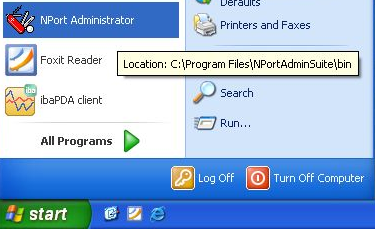 NPort Administrator
Foxit Reader
iba
ibaPDA client
All Programs
Defaults
Printers and Faxes
Location: C:\Program Files\NPortAdminSuite\bin
Search
Run...
Log Off
Turn Off Computer
start